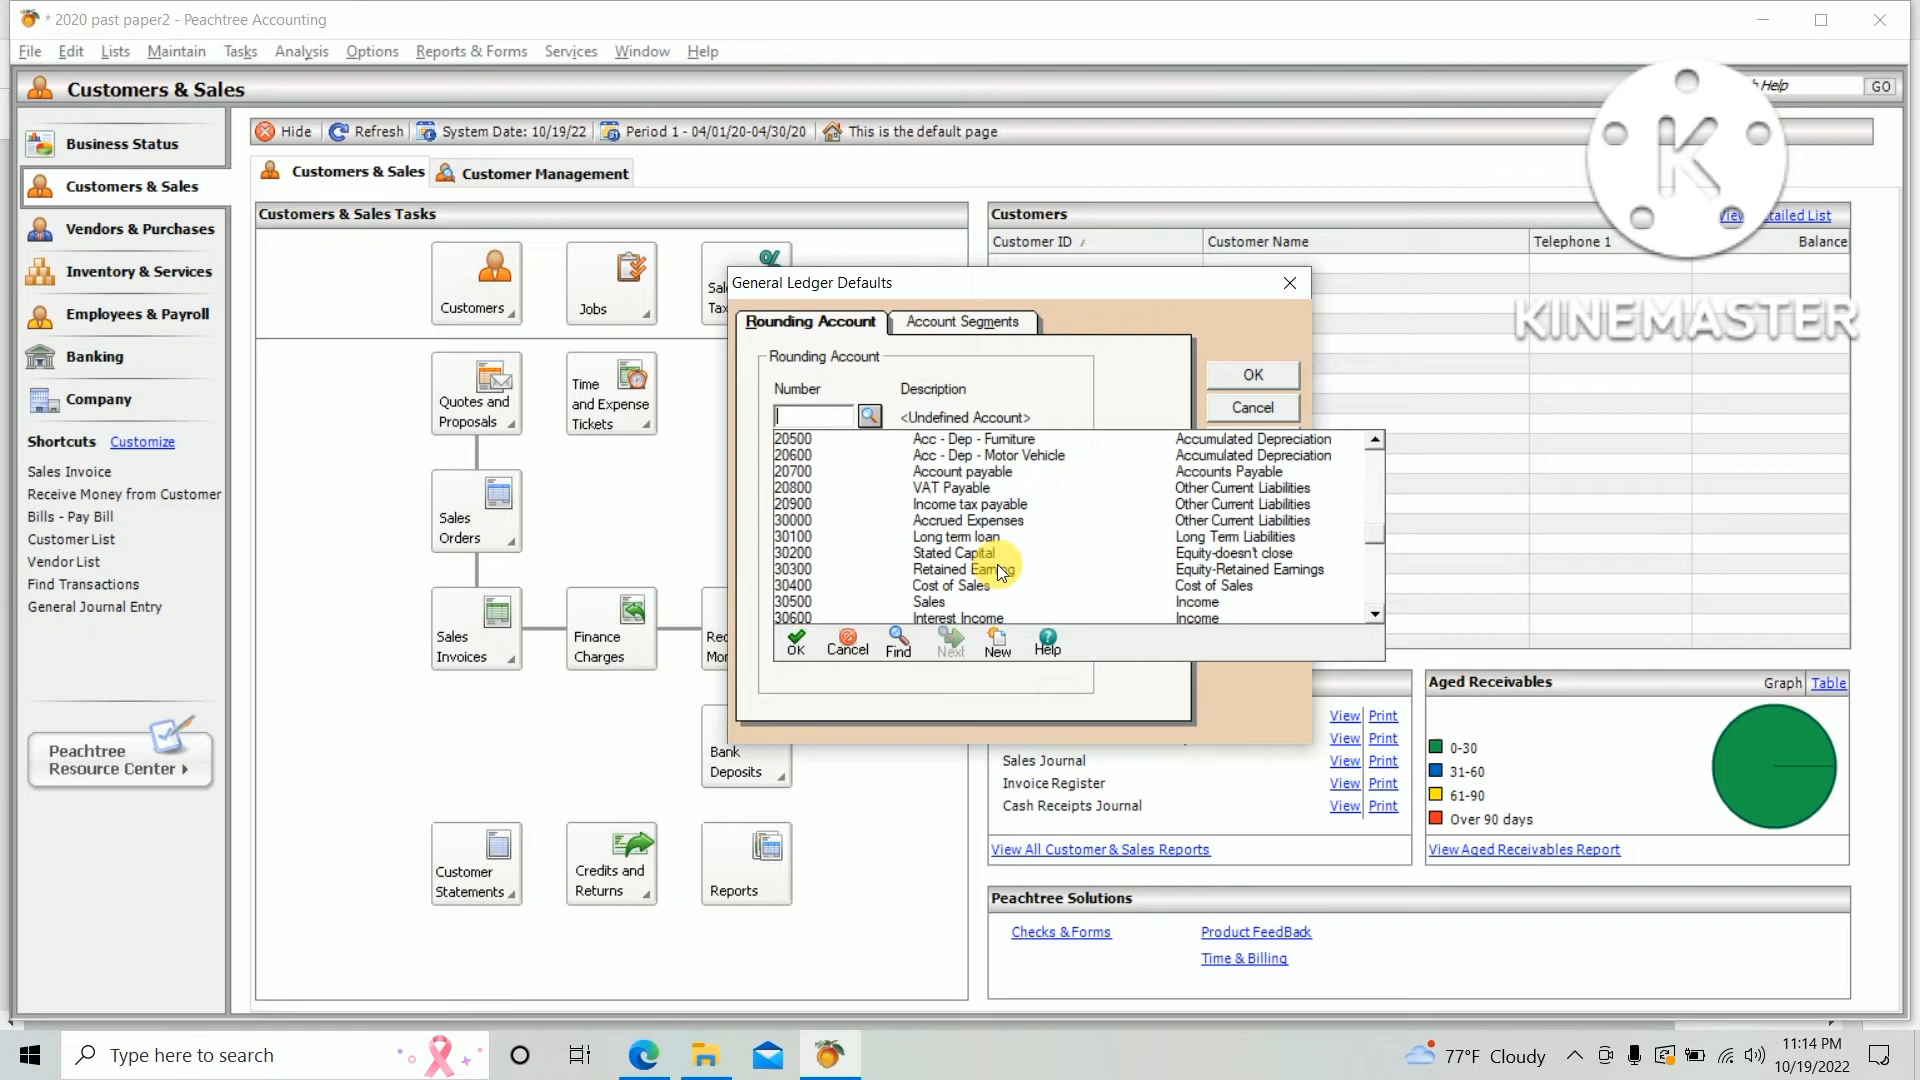 * 2020 past paper2 - Peachtree Accounting
File Edit Lists Maintain Tasks Analysis Options Reports & Forms Services Window Help
Customers & Sales
Help GO
Business Status
Customers & Sales
Vendors & Purchases
Inventory & Services
Employees & Payroll
Banking
Company
Shortcuts Customize
Sales Invoice
Receive Money from Customer
Bills - Pay Bill
Customer List
Vendor List
Find Transactions
General Journal Entry
Peachtree
Resource Center
Hide Refresh System Date: 10/19/22 Period 1 - 04/01/20-04/30/20 This is the default page
Customers & Sales Customer Management
Customers & Sales Tasks
Customers
Jobs
Quotes and
Proposals
Time
and Expense
Tickets
Sales
Orders
Sales
Invoices
Finance
Charges
Bank
Deposits
Customer
Statements
Credits and
Returns
Reports
Customers View List
Customer ID Customer Name Telephone 1 Balance
K
KINEMASTER
General Ledger Defaults
Rounding Account Account Segments
Rounding Account
Number Description
<Undefined Account>
OK
Cancel
20500 Acc - Dep - Furniture Accumulated Depreciation
20600 Acc - Dep - Motor Vehicle Accumulated Depreciation
20700 Account payable Accounts Payable
20800 VAT Payable Other Current Liabilities
20900 Income tax payable Other Current Liabilities
30000 Accrued Expenses Other Current Liabilities
30100 Long term loan Long Term Liabilities
30200 Stated Capital Equity-doesn't close
30300 Retained Earning Equity-Retained Earnings
30400 Cost of Sales Cost of Sales
30500 Sales Income
30600 Interest Income Income
OK Cancel Find Next New Help
View Print
View Print
Sales Journal View Print
Invoice Register View Print
Cash Receipts Journal View Print
View All Customer & Sales Reports
Aged Receivables Graph Table
0-30
31-60
61-90
Over 90 days
View Aged Receivables Report
Peachtree Solutions
Checks & Forms Product FeedBack
Time & Billing
Type here to search
77°F Cloudy
11:14 PM
10/19/2022